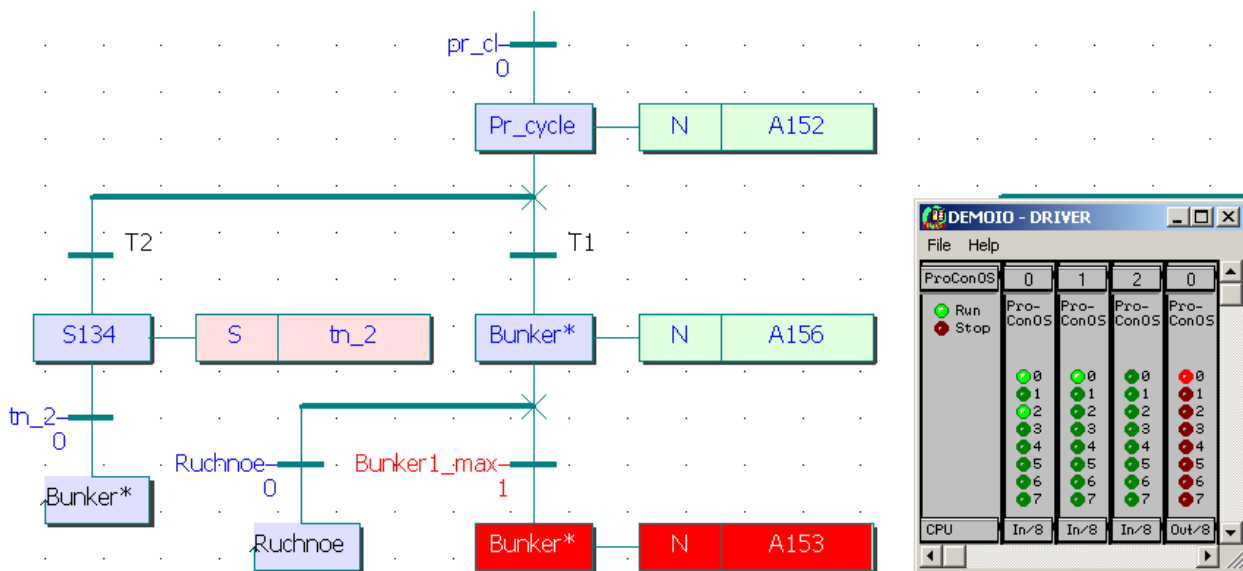 pr_cl
0
Pr_cycle N A152
T2 T1
S134 S tn_2 Bunker* N A156
tn_2
0
Ruchnoe
0
Bunker1_max
1
Bunker*
Ruchnoe
Bunker* N A153
DEMOIO - DRIVER
File Help
ProConOS 0 1 2 0
Run
Stop
Pro-ConOS Pro-ConOS Pro-ConOS Pro-ConOS
0 0 0 0
1 1 1 1
2 2 2 2
3 3 3 3
4 4 4 4
5 5 5 5
6 6 6 6
7 7 7 7
CPU In/8 In/8 In/8 Out/8